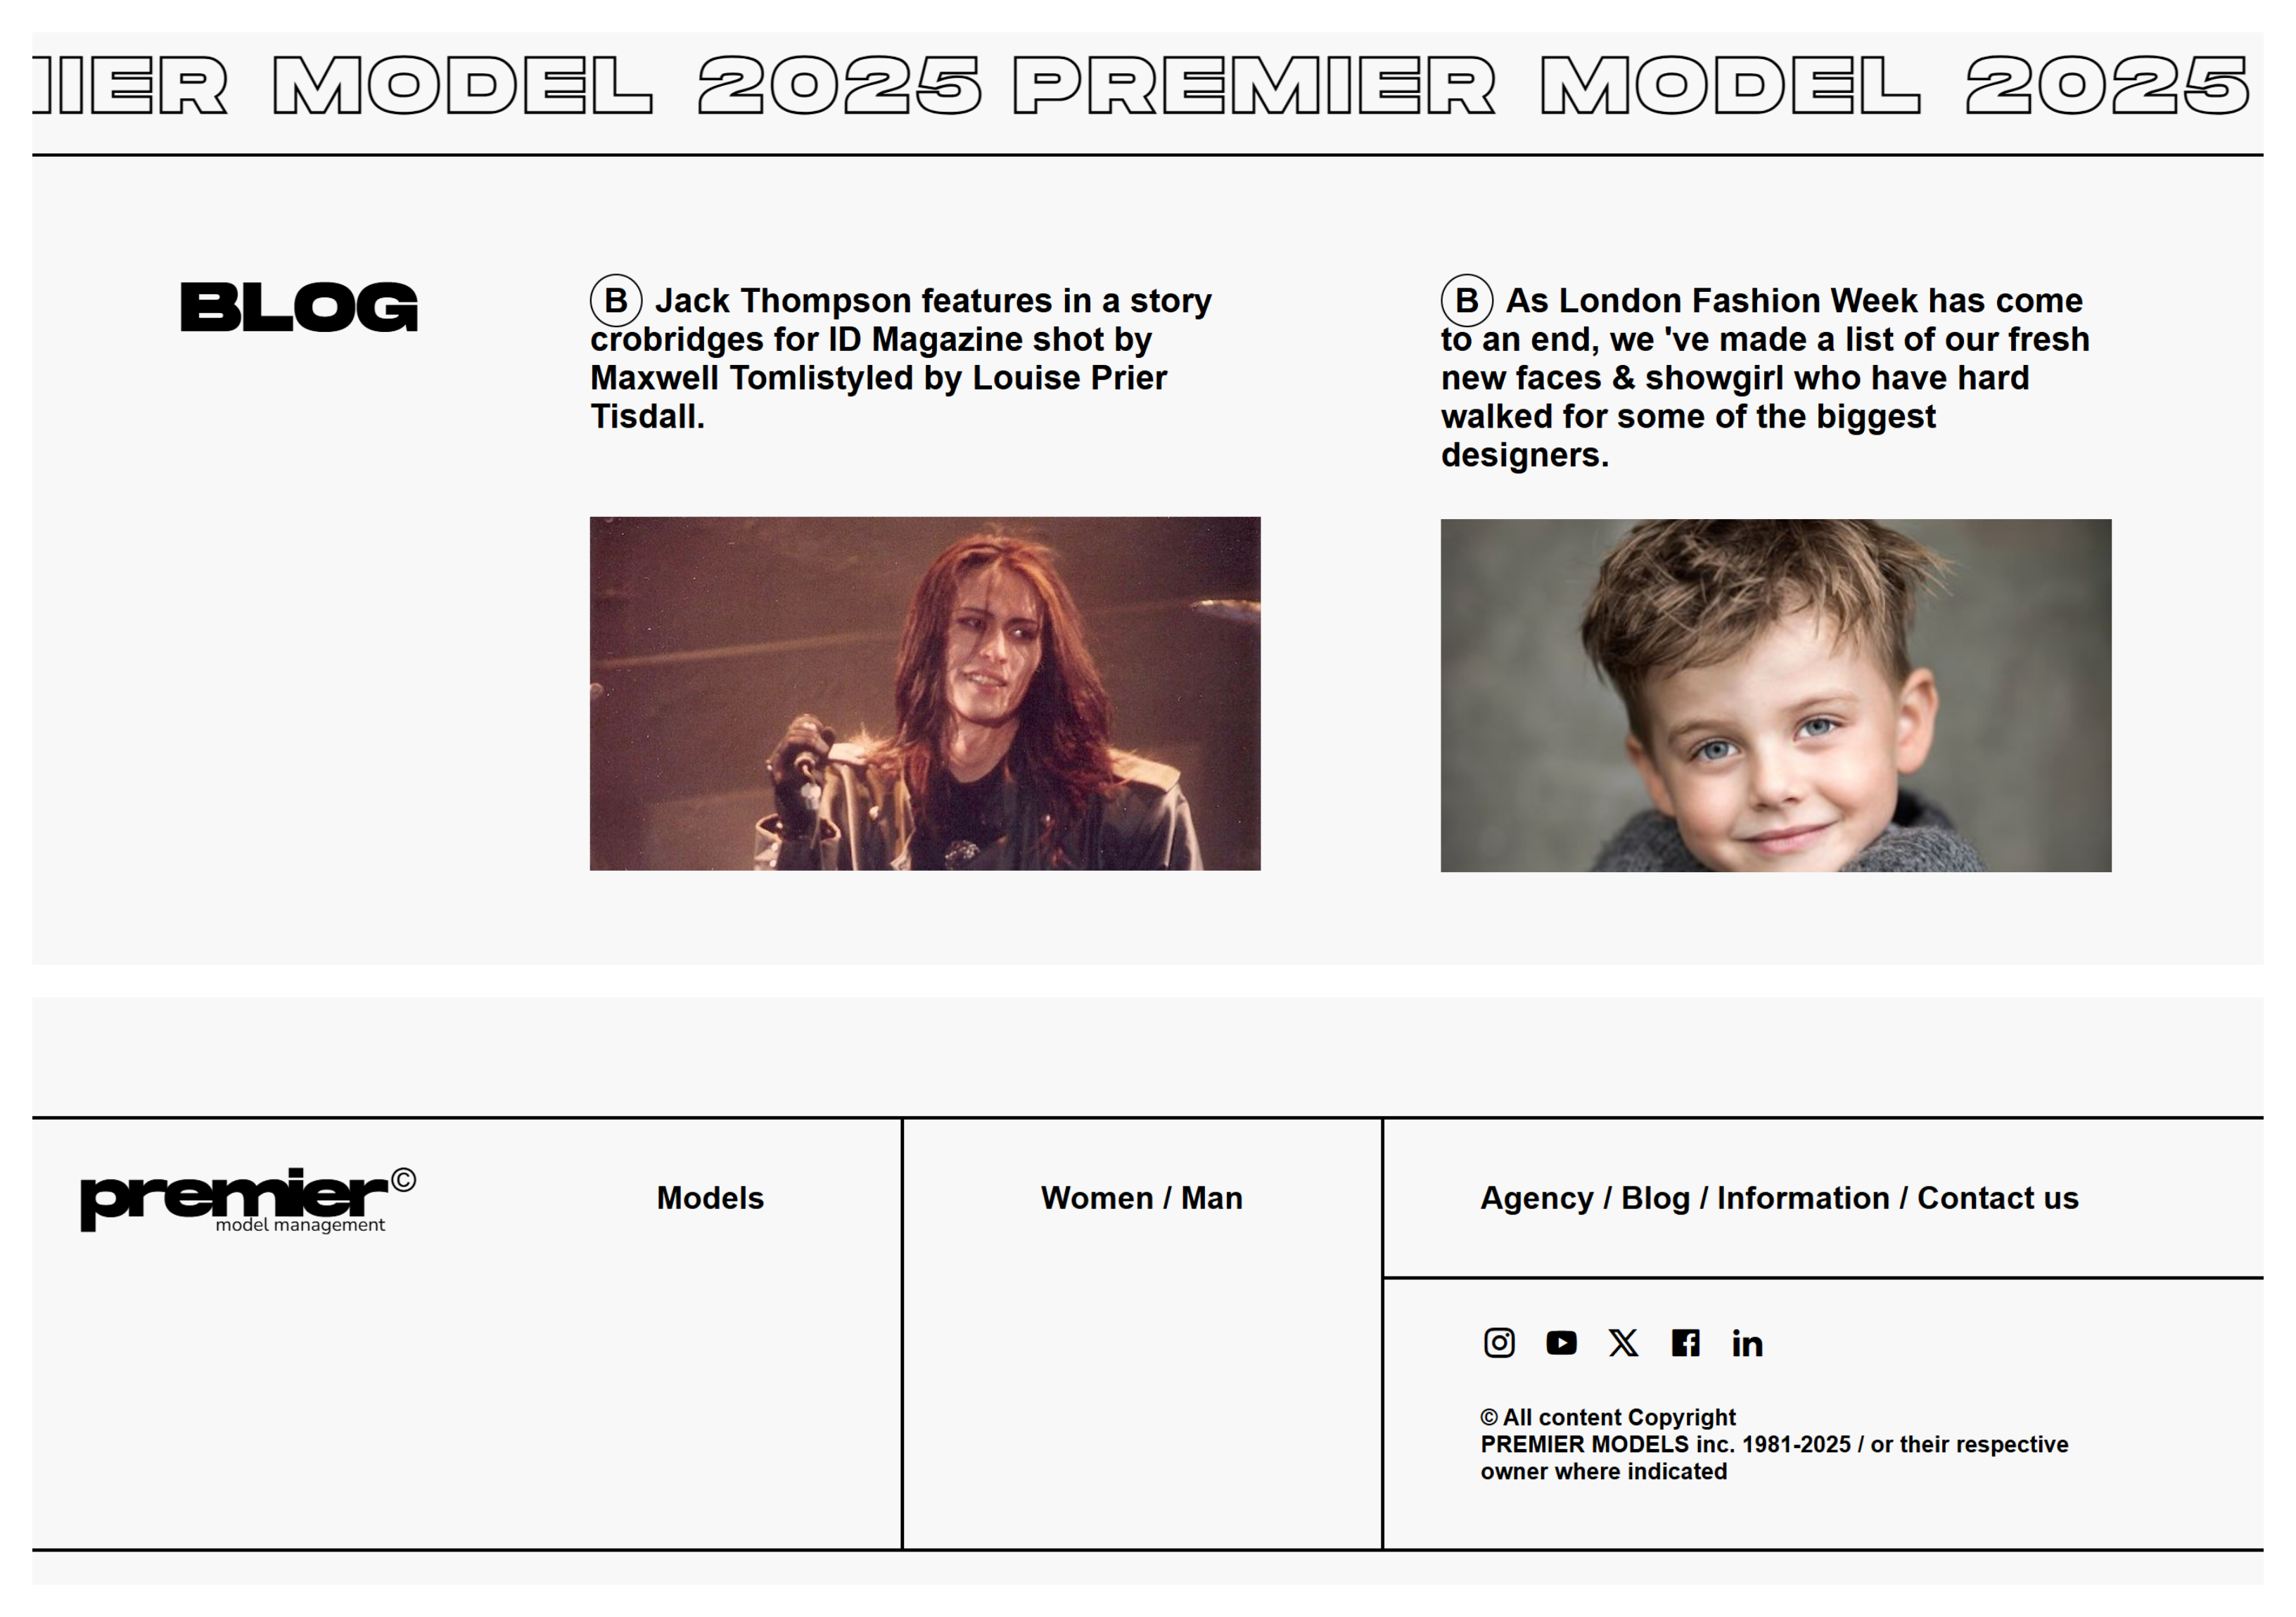 IER MODEL 2025 PREMIER MODEL 2025
BLOG
B Jack Thompson features in a story
crobridges for ID Magazine shot by
Maxwell Tomlistyled by Louise Prier
Tisdall.
B As London Fashion Week has come
to an end, we 've made a list of our fresh
new faces & showgirl who have hard
walked for some of the biggest
designers.
premier©
model management
Models
Women / Man
Agency / Blog / Information / Contact us
© All content Copyright
PREMIER MODELS inc. 1981-2025 / or their respective
owner where indicated